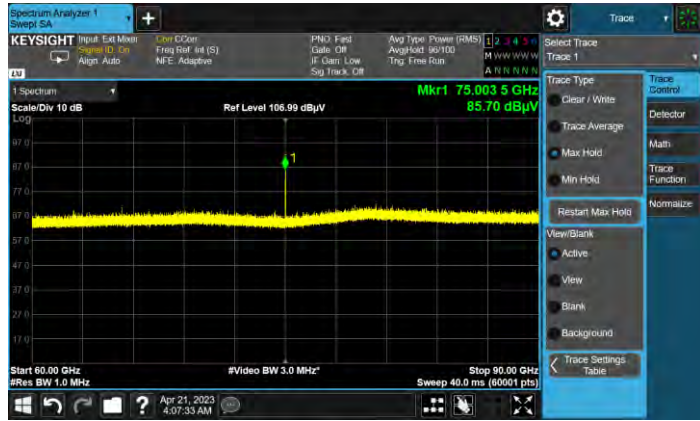 Spectrum Analyzer 1
Swept SA
Trace
KEYSIGHT
Input: Ext Mixer
Signal ID: On
Align: Auto
Corr CCorr
Freq Ref: Int (S)
NFE: Adaptive
PNO: Fast
Gate: Off
IF Gain: Low
Sig Track: Off
Avg Type: Power (RMS)
Avg|Hold: 96/100
Trig: Free Run
1 2 3 4 5 6
M W W W W W
A N N N N N
LXI
Select Trace
Trace 1
1 Spectrum
Mkr1 75.003 5 GHz
Scale/Div 10 dB
Ref Level 106.99 dBµV
85.70 dBµV
Log
97.0
87.0
77.0
67.0
57.0
47.0
37.0
27.0
17.0
1
Start 60.00 GHz
#Video BW 3.0 MHz*
Stop 90.00 GHz
#Res BW 1.0 MHz
Sweep 40.0 ms (60001 pts)
Trace Type
Clear / Write
Trace Average
Max Hold
Min Hold
Restart Max Hold
View/Blank
Active
View
Blank
Background
Trace Settings
Table
Trace
Control
Detector
Math
Trace
Function
Normalize
?
Apr 21, 2023
4:07:33 AM